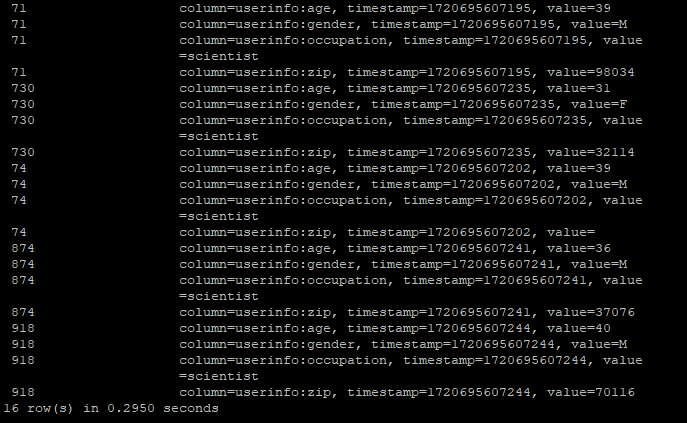 71 column=userinfo:age, timestamp=1720695607195, value=39
71 column=userinfo:gender, timestamp=1720695607195, value=M
71 column=userinfo:occupation, timestamp=1720695607195, value
=scientist
71 column=userinfo:zip, timestamp=1720695607195, value=98034
730 column=userinfo:age, timestamp=1720695607235, value=31
730 column=userinfo:gender, timestamp=1720695607235, value=F
730 column=userinfo:occupation, timestamp=1720695607235, value
=scientist
730 column=userinfo:zip, timestamp=1720695607235, value=32114
74 column=userinfo:age, timestamp=1720695607202, value=39
74 column=userinfo:gender, timestamp=1720695607202, value=M
74 column=userinfo:occupation, timestamp=1720695607202, value
=scientist
74 column=userinfo:zip, timestamp=1720695607202, value=
874 column=userinfo:age, timestamp=1720695607241, value=36
874 column=userinfo:gender, timestamp=1720695607241, value=M
874 column=userinfo:occupation, timestamp=1720695607241, value
=scientist
874 column=userinfo:zip, timestamp=1720695607241, value=37076
918 column=userinfo:age, timestamp=1720695607244, value=40
918 column=userinfo:gender, timestamp=1720695607244, value=M
918 column=userinfo:occupation, timestamp=1720695607244, value
=scientist
918 column=userinfo:zip, timestamp=1720695607244, value=70116
16 row(s) in 0.2950 seconds